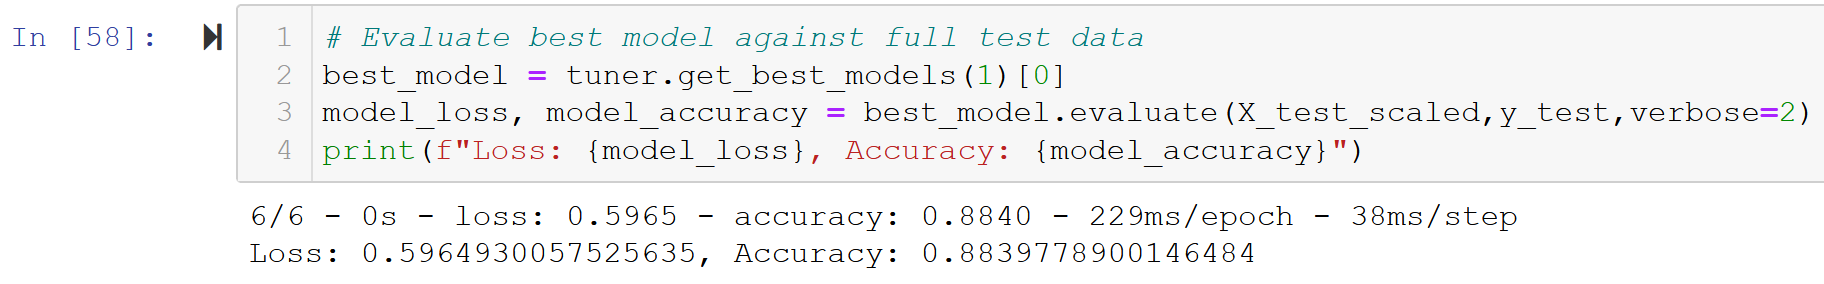 In [58]:
1 # Evaluate best model against full test data
2 best_model = tuner.get_best_models(1)[0]
3 model_loss, model_accuracy = best_model.evaluate(X_test_scaled,y_test,verbose=2)
4 print(f"Loss: {model_loss}, Accuracy: {model_accuracy}")
6/6 - 0s - loss: 0.5965 - accuracy: 0.8840 - 229ms/epoch - 38ms/step
Loss: 0.5964930057525635, Accuracy: 0.8839778900146484